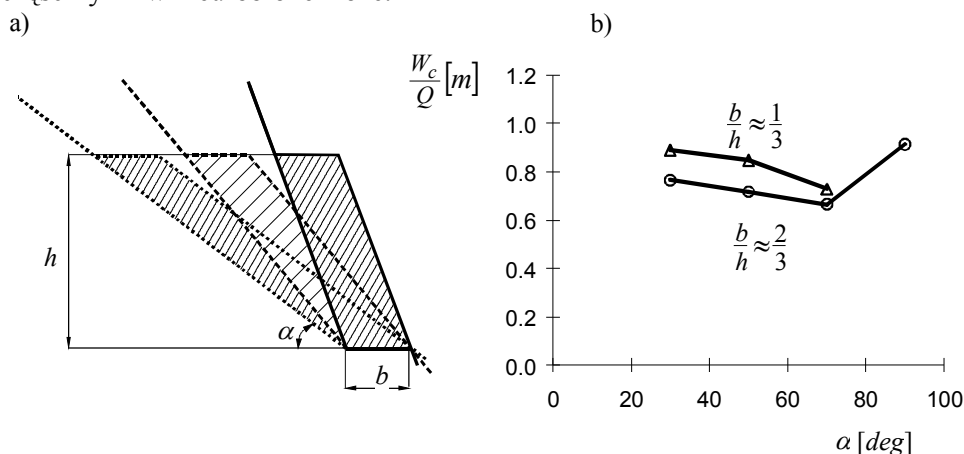 a)
b)
W_c/Q [m]
1.2
1.0
0.8
0.6
0.4
0.2
0.0
0 20 40 60 80 100
α [deg]
b/h ≈ 1/3
b/h ≈ 2/3
h
α
b